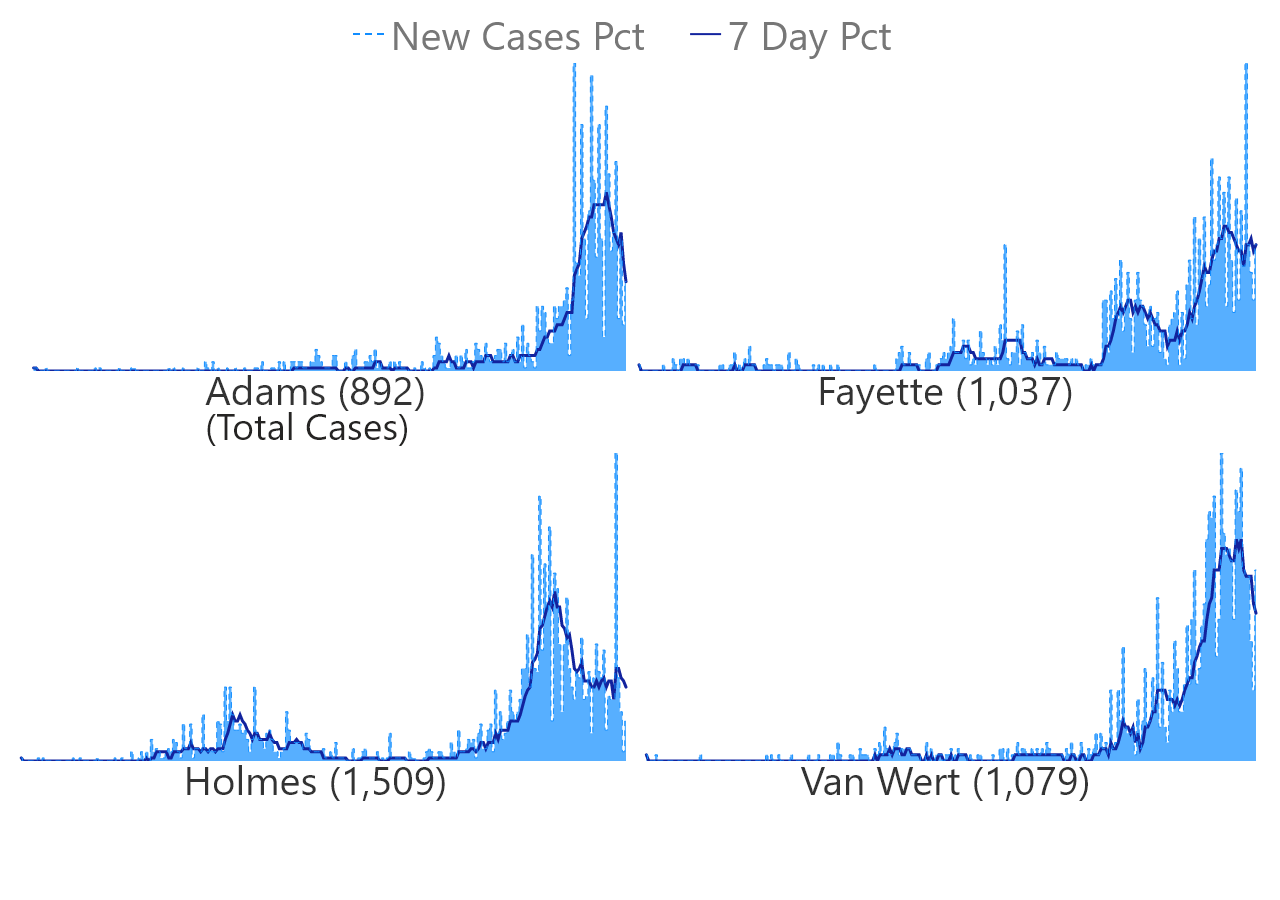 New Cases Pct 7 Day Pct
Adams (892)
(Total Cases)
Fayette (1,037)
Holmes (1,509)
Van Wert (1,079)